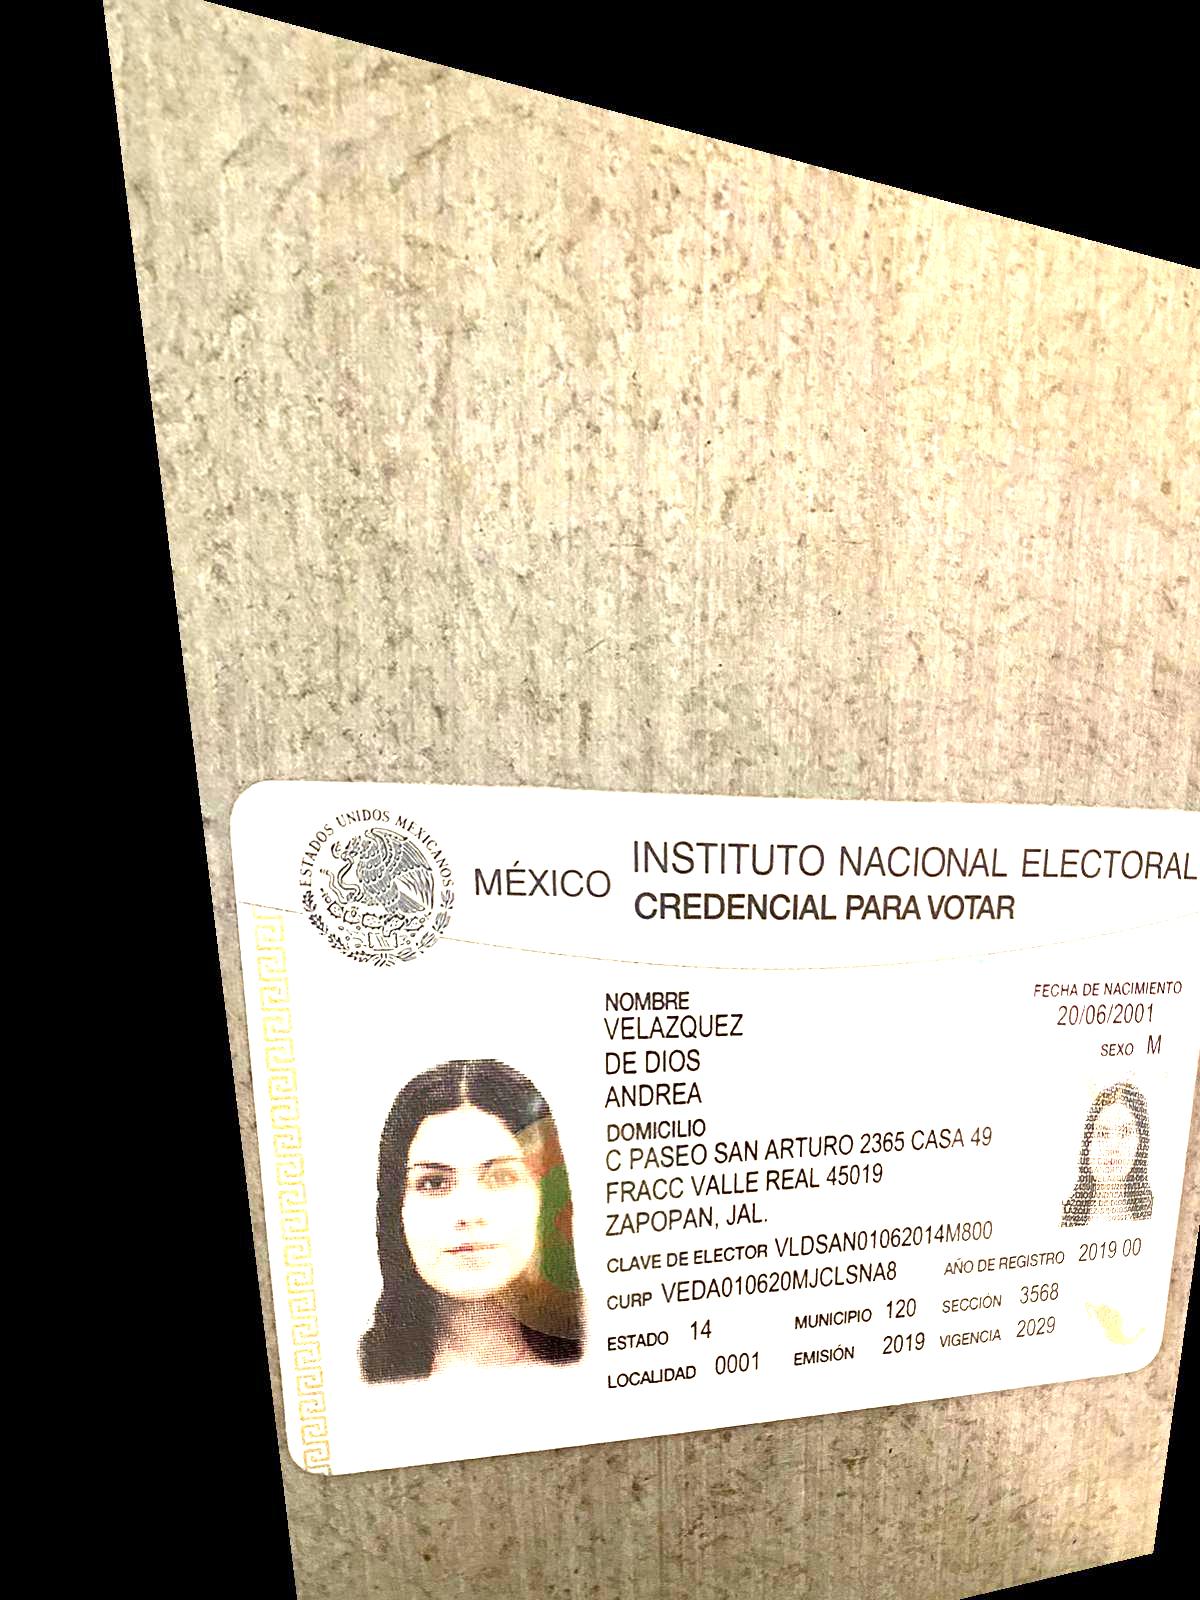 ESTADOS UNIDOS MEXICANOS
MÉXICO
INSTITUTO NACIONAL ELECTORAL
CREDENCIAL PARA VOTAR
NOMBRE
VELAZQUEZ
DE DIOS
ANDREA
FECHA DE NACIMIENTO
20/06/2001
SEXO M
DOMICILIO
C PASEO SAN ARTURO 2365 CASA 49
FRACC VALLE REAL 45019
ZAPOPAN, JAL.
CLAVE DE ELECTOR VLDSAN01062014M800
CURP VEDA010620MJCLSNA8 AÑO DE REGISTRO 2019 00
ESTADO 14 MUNICIPIO 120 SECCIÓN 3568
LOCALIDAD 0001 EMISIÓN 2019 VIGENCIA 2029